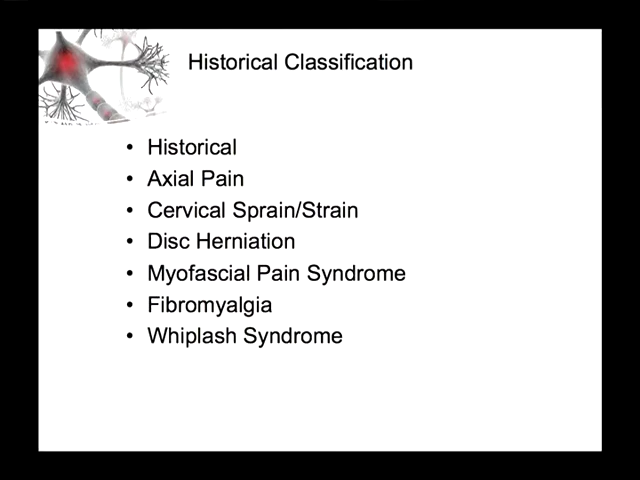 Historical Classification
• Historical
• Axial Pain
• Cervical Sprain/Strain
• Disc Herniation
• Myofascial Pain Syndrome
• Fibromyalgia
• Whiplash Syndrome